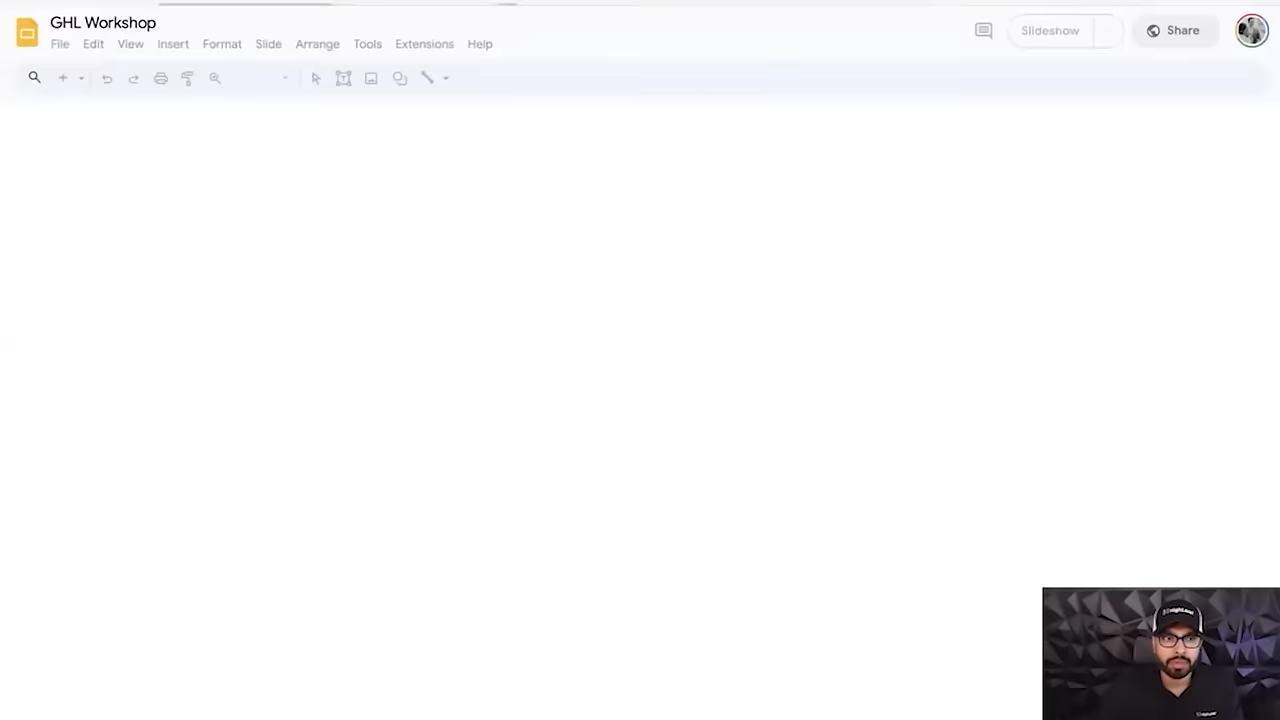 GHL Workshop
File Edit View Insert Format Slide Arrange Tools Extensions Help
Slideshow
Share